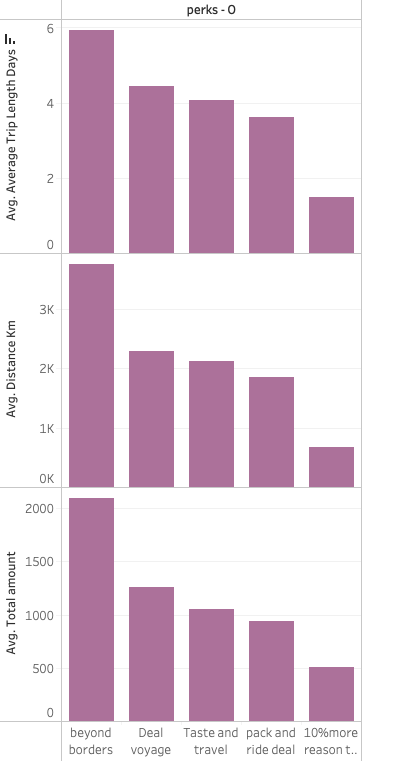 perks - O
Avg. Average Trip Length Days
6
4
2
0
Avg. Distance Km
3K
2K
1K
0K
Avg. Total amount
2000
1500
1000
500
0
beyond borders
Deal voyage
Taste and travel
pack and ride deal
10%more reason t..